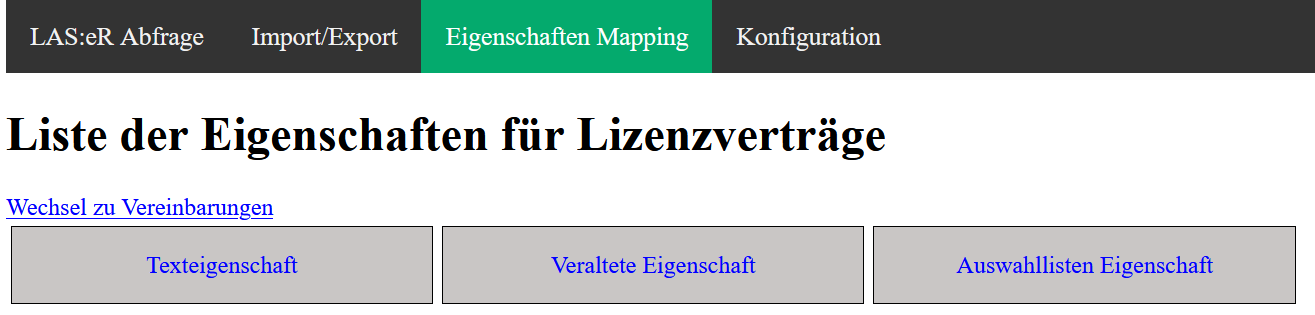 LAS:eR Abfrage Import/Export Eigenschaften Mapping Konfiguration
Liste der Eigenschaften für Lizenzverträge
Wechsel zu Vereinbarungen
Texteigenschaft Veraltete Eigenschaft Auswahllisten Eigenschaft